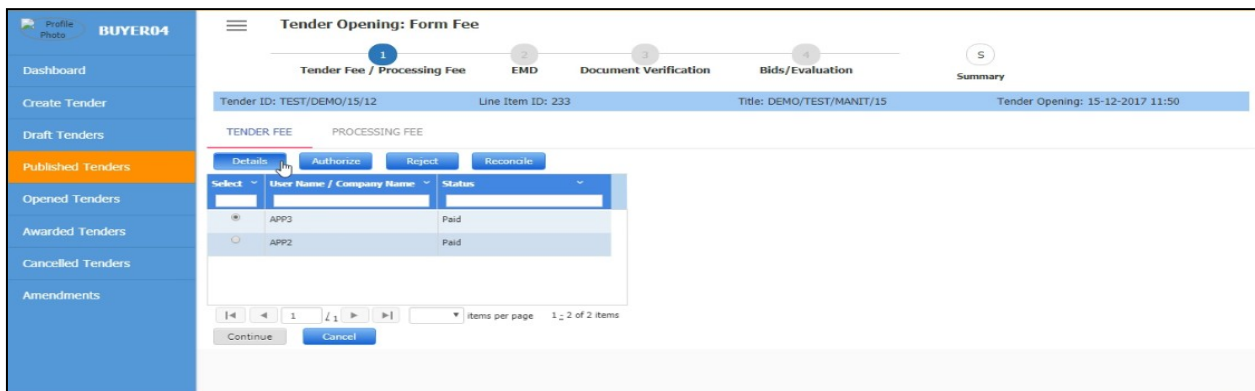 Profile Photo
BUYER04
Dashboard
Create Tender
Draft Tenders
Published Tenders
Opened Tenders
Awarded Tenders
Cancelled Tenders
Amendments
Tender Opening: Form Fee
1 2 3 4 S
Tender Fee / Processing Fee EMD Document Verification Bids/Evaluation Summary
Tender ID: TEST/DEMO/15/12 Line Item ID: 233 Title: DEMO/TEST/MANIT/15 Tender Opening: 15-12-2017 11:50
TENDER FEE PROCESSING FEE
Details Authorize Reject Reconcile
Select User Name / Company Name Status
APP3 Paid
APP2 Paid
1 / 1 items per page 1 - 2 of 2 items
Continue Cancel